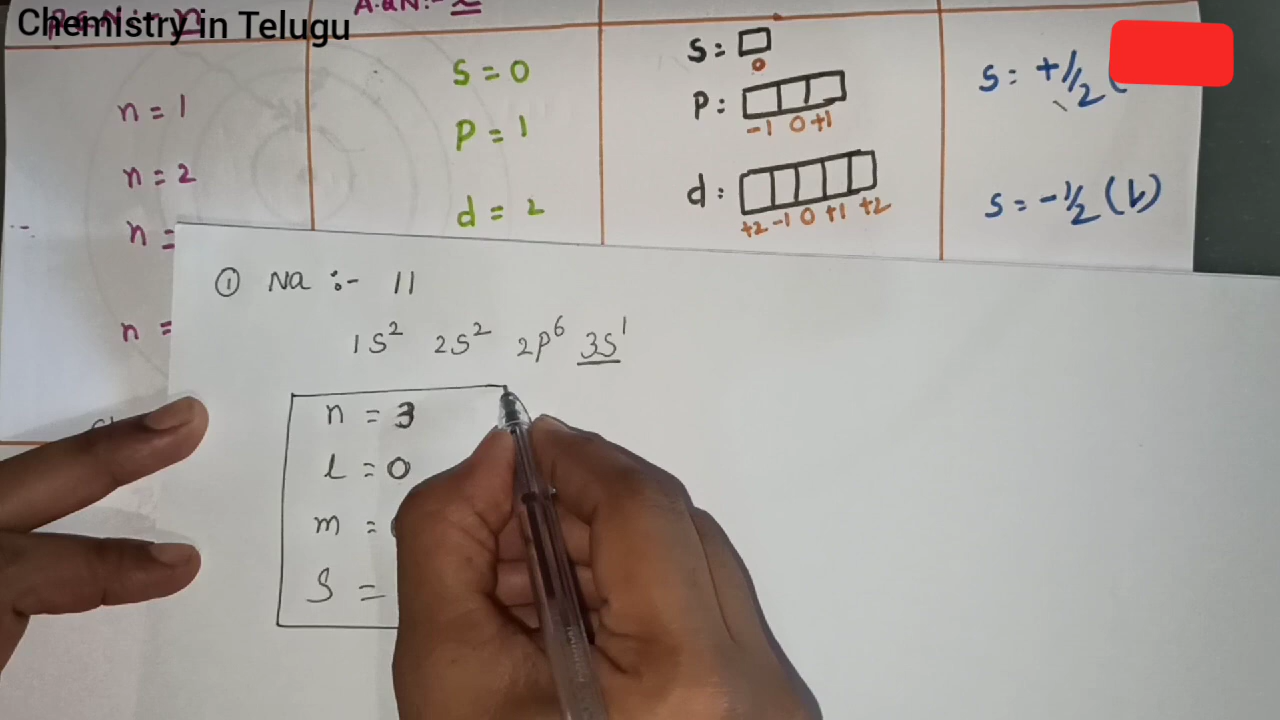 Chemistry in Telugu
n = 1
n = 2
n =
n =
S = 0
P = 1
d = 2
S :
0
P :
-1 0 +1
d :
+2 -1 0 +1 +2
S : +1/2 (
S = -1/2 (b)
① Na :- 11
1S² 2S² 2P⁶ 3S¹
n = 3
l = 0
m =
S =